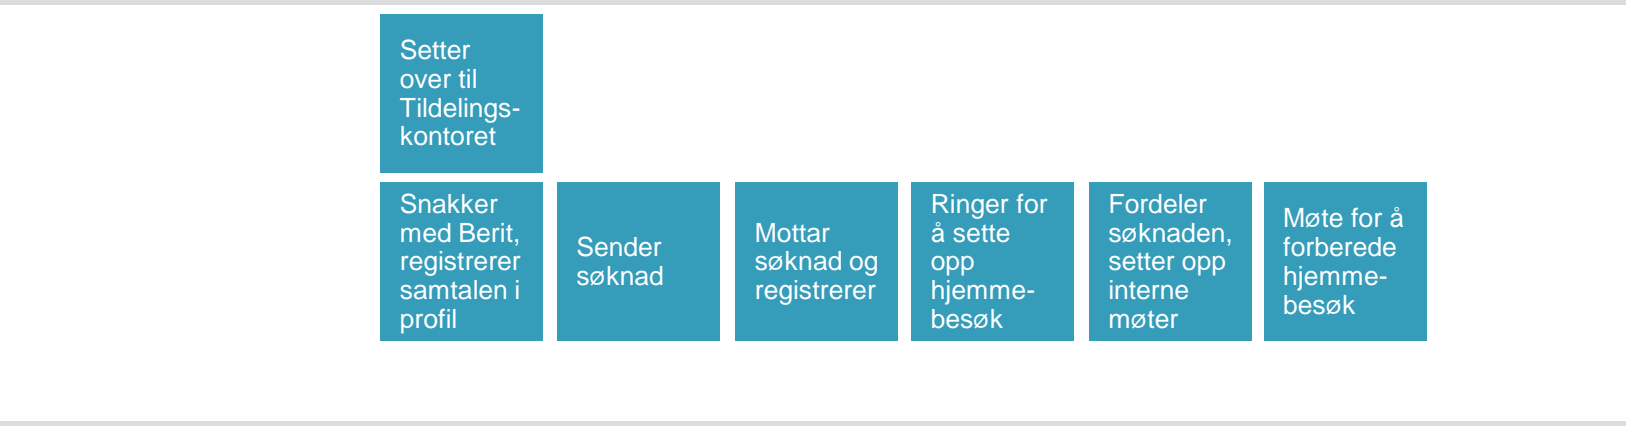 Setter
over til
Tildelings-
kontoret
Snakker
med Berit,
registrerer
samtalen i
profil
Sender
søknad
Mottar
søknad og
registrerer
Ringer for
å sette
opp
hjemme-
besøk
Fordeler
søknaden,
setter opp
interne
møter
Møte for å
forberede
hjemme-
besøk